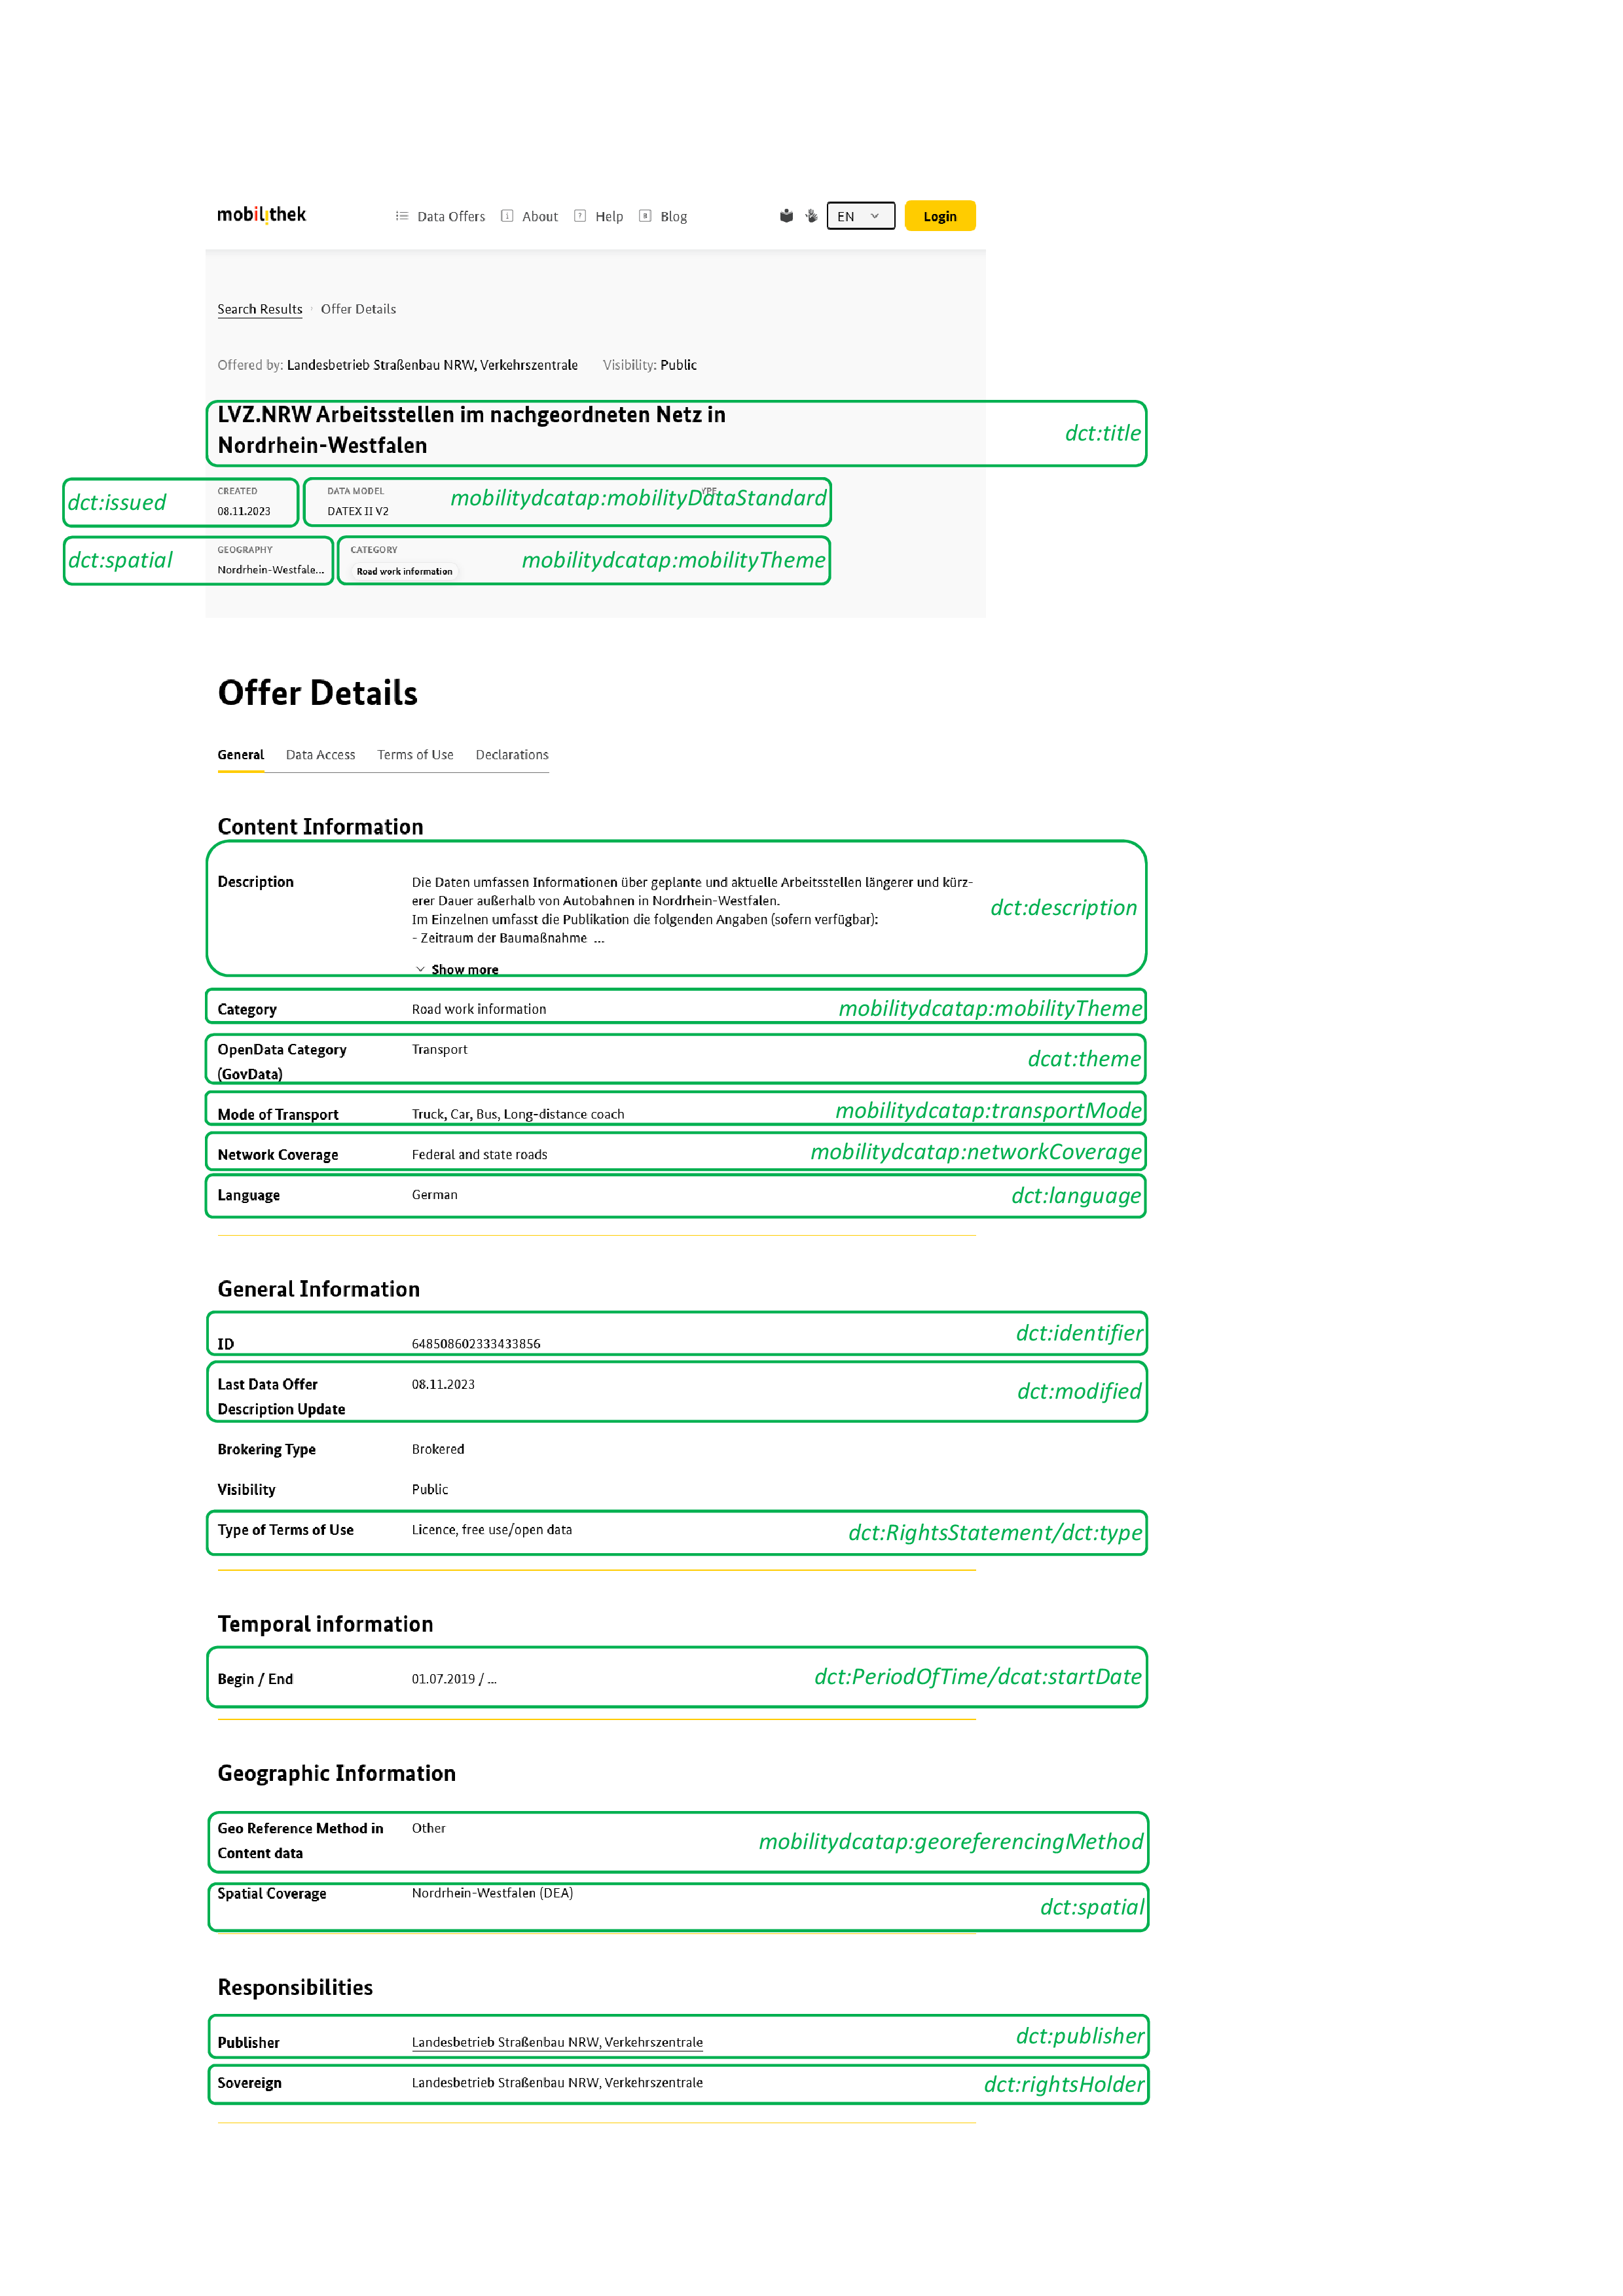 mobilithek
Data Offers About Help Blog EN Login
Search Results Offer Details
Offered by: Landesbetrieb Straßenbau NRW, Verkehrszentrale Visibility: Public
LVZ.NRW Arbeitsstellen im nachgeordneten Netz in
Nordrhein-Westfalen
dct:title
dct:issued
CREATED
08.11.2023
DATA MODEL
DATEX II V2
mobilitydcatap:mobilityDataStandard
YPE
dct:spatial
GEOGRAPHY
Nordrhein-Westfale...
CATEGORY
Road work information
mobilitydcatap:mobilityTheme
Offer Details
General Data Access Terms of Use Declarations
Content Information
Description
Die Daten umfassen Informationen über geplante und aktuelle Arbeitsstellen längerer und kürz-
erer Dauer außerhalb von Autobahnen in Nordrhein-Westfalen.
Im Einzelnen umfasst die Publikation die folgenden Angaben (sofern verfügbar):
- Zeitraum der Baumaßnahme ...
Show more
dct:description
Category Road work information mobilitydcatap:mobilityTheme
OpenData Category
(GovData)
Transport dcat:theme
Mode of Transport Truck, Car, Bus, Long-distance coach mobilitydcatap:transportMode
Network Coverage Federal and state roads mobilitydcatap:networkCoverage
Language German dct:language
General Information
ID 648508602333433856 dct:identifier
Last Data Offer
Description Update
08.11.2023 dct:modified
Brokering Type Brokered
Visibility Public
Type of Terms of Use Licence, free use/open data dct:RightsStatement/dct:type
Temporal information
Begin / End 01.07.2019 / ... dct:PeriodOfTime/dcat:startDate
Geographic Information
Geo Reference Method in
Content data
Other mobilitydcatap:georeferencingMethod
Spatial Coverage Nordrhein-Westfalen (DEA) dct:spatial
Responsibilities
Publisher Landesbetrieb Straßenbau NRW, Verkehrszentrale dct:publisher
Sovereign Landesbetrieb Straßenbau NRW, Verkehrszentrale dct:rightsHolder